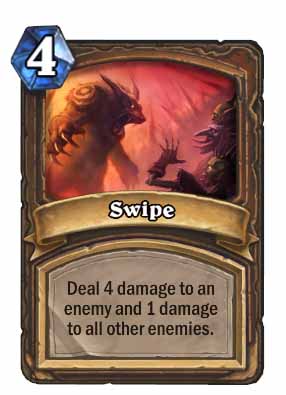 4
Swipe
Deal 4 damage to an
enemy and 1 damage
to all other enemies.